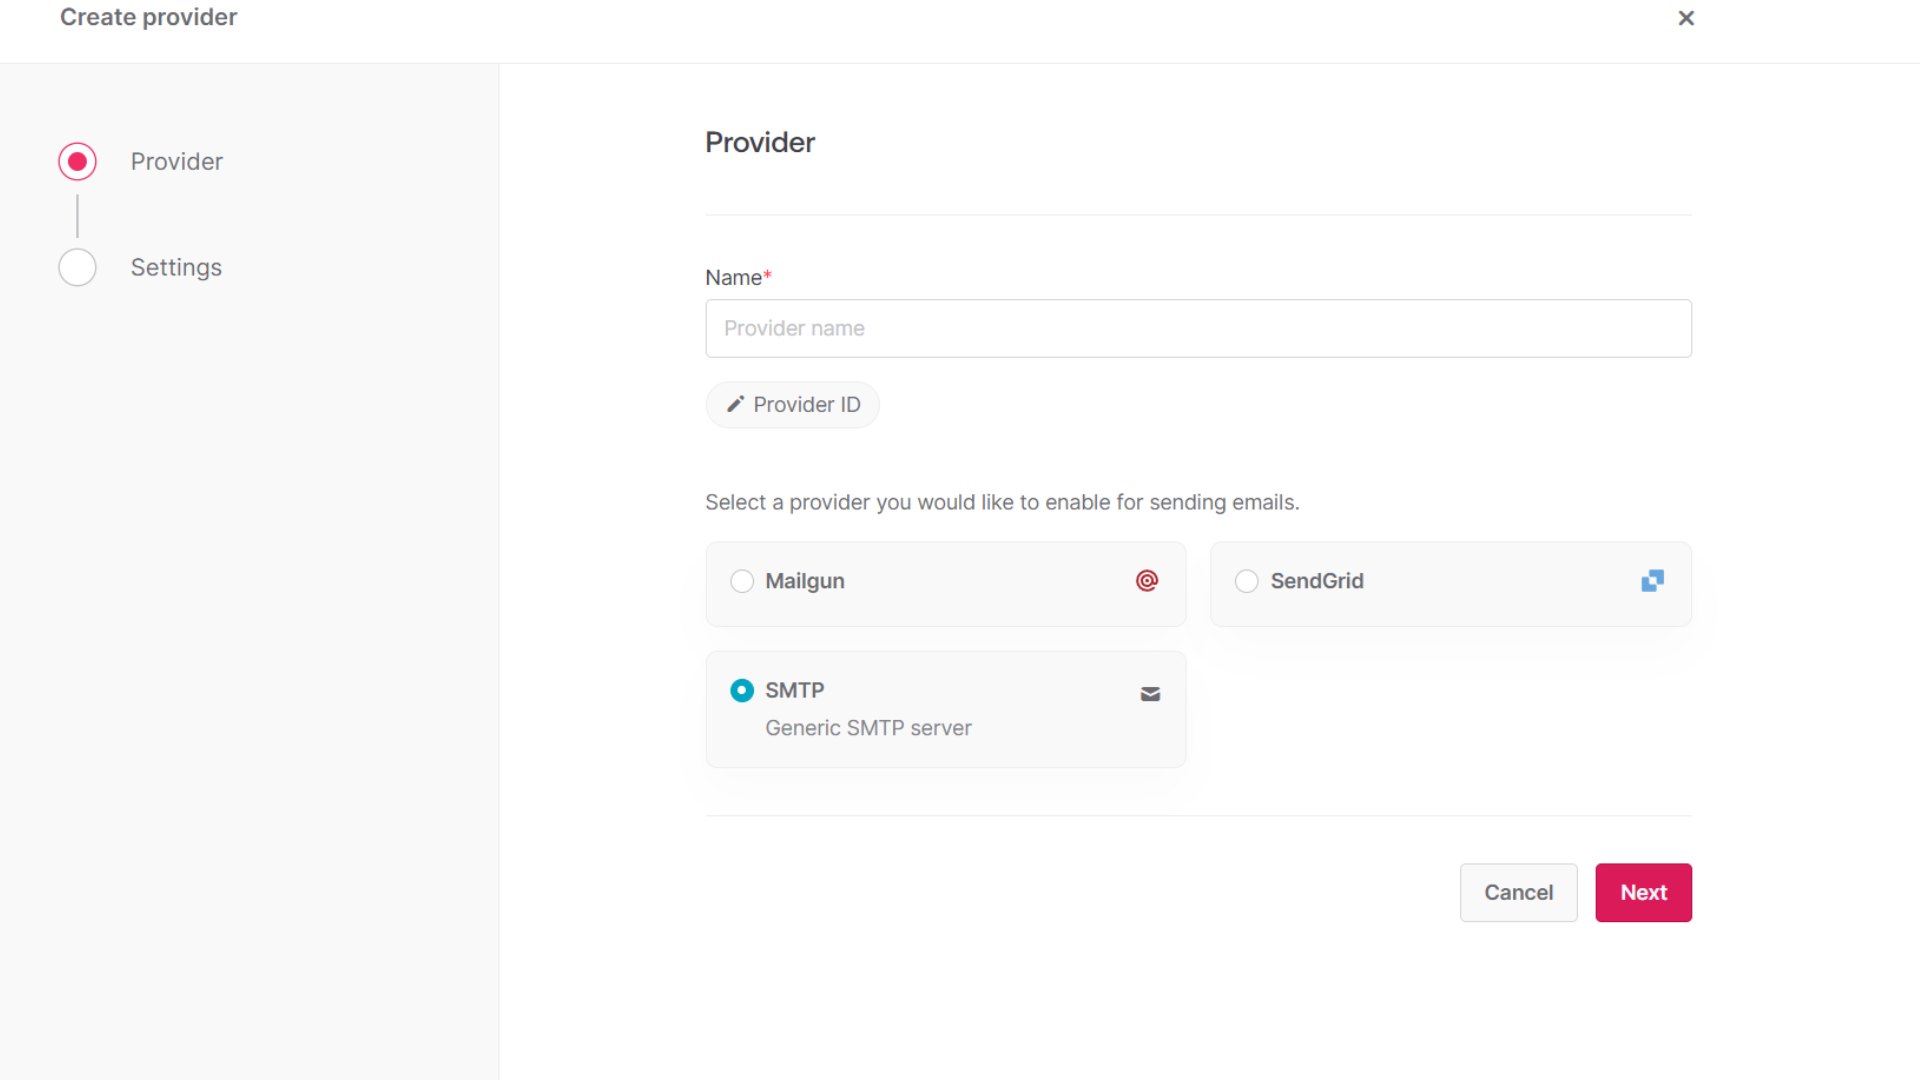 Create provider
Provider
Settings
Provider
Name*
Provider name
Provider ID
Select a provider you would like to enable for sending emails.
Mailgun
SendGrid
SMTP
Generic SMTP server
Cancel
Next